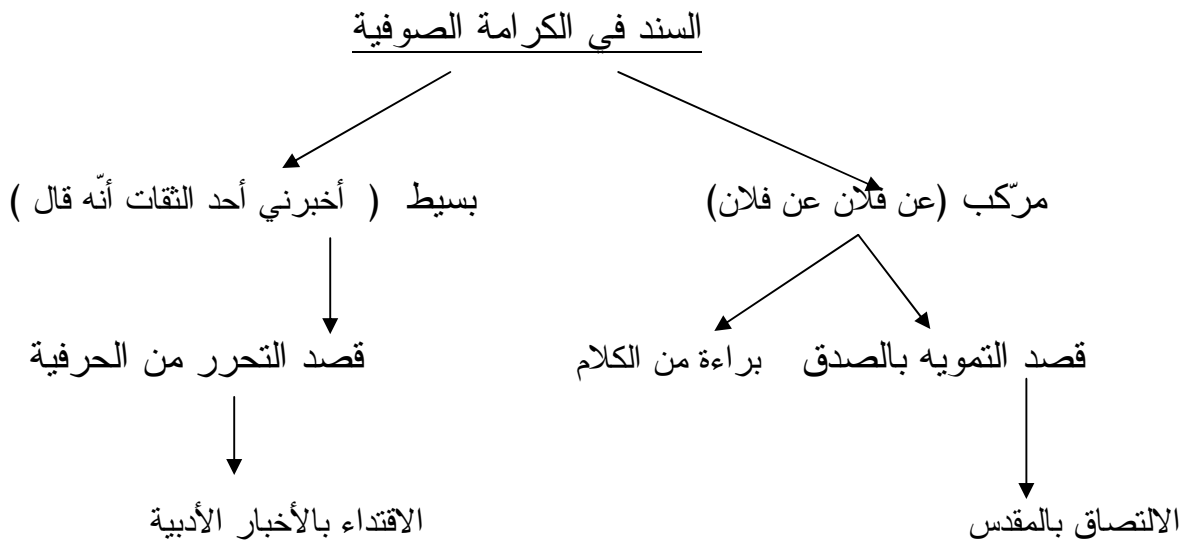 السند في الكرامة الصوفية
مركّب (عن فلان عن فلان) بسيط ( أخبرني أحد الثقات أنّه قال )
قصد التمويه بالصدق براءة من الكلام قصد التحرر من الحرفية
الالتصاق بالمقدس الاقتداء بالأخبار الأدبية